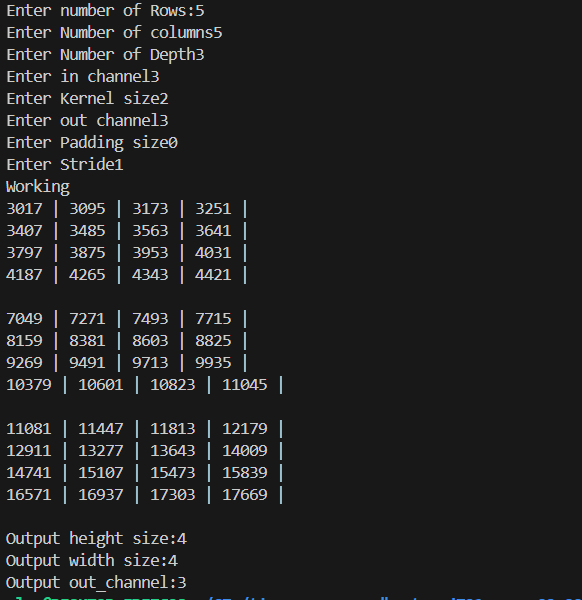 Enter number of Rows:5
Enter Number of columns5
Enter Number of Depth3
Enter in channel3
Enter Kernel size2
Enter out channel3
Enter Padding size0
Enter Stride1
Working
3017 | 3095 | 3173 | 3251 |
3407 | 3485 | 3563 | 3641 |
3797 | 3875 | 3953 | 4031 |
4187 | 4265 | 4343 | 4421 |
7049 | 7271 | 7493 | 7715 |
8159 | 8381 | 8603 | 8825 |
9269 | 9491 | 9713 | 9935 |
10379 | 10601 | 10823 | 11045 |
11081 | 11447 | 11813 | 12179 |
12911 | 13277 | 13643 | 14009 |
14741 | 15107 | 15473 | 15839 |
16571 | 16937 | 17303 | 17669 |
Output height size:4
Output width size:4
Output out_channel:3